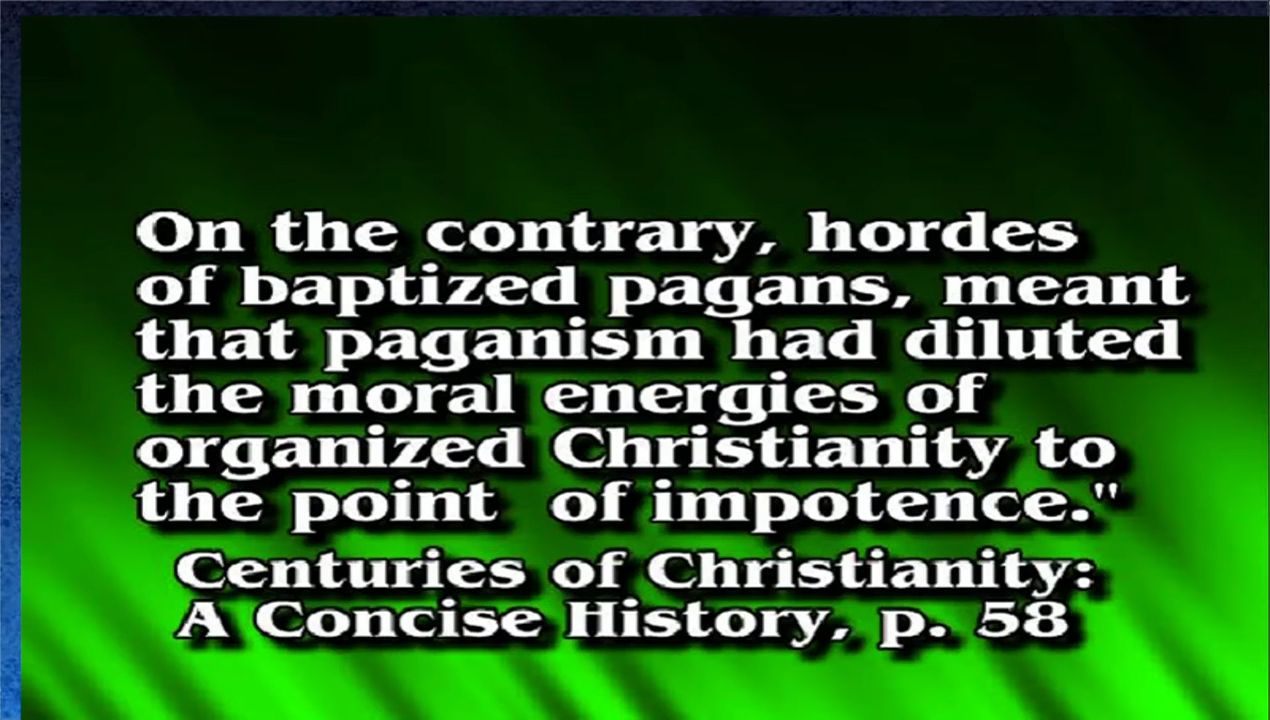 On the contrary, hordes
of baptized pagans, meant
that paganism had diluted
the moral energies of
organized Christianity to
the point of impotence."
Centuries of Christianity:
A Concise History, p. 58